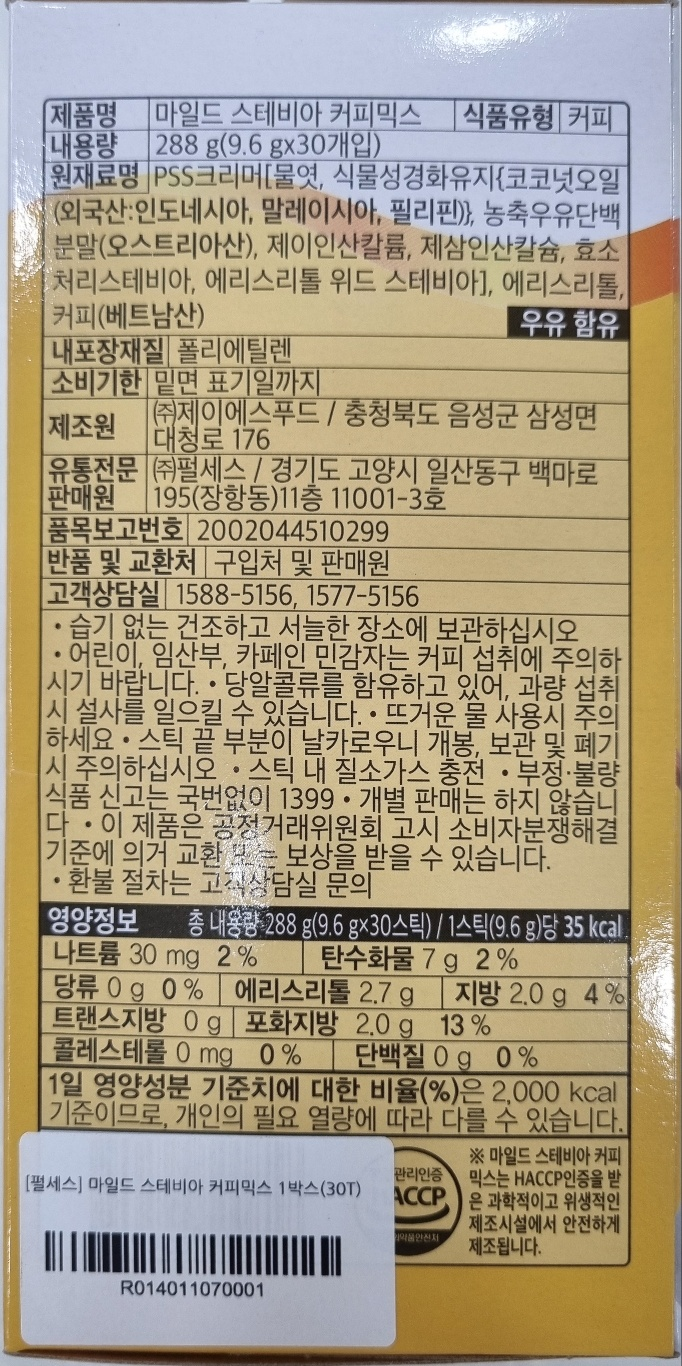 제품명 마일드 스테비아 커피믹스 식품유형 커피
내용량 288 g(9.6 gx30개입)
원재료명 PSS크리머[물엿, 식물성경화유지{코코넛오일
(외국산:인도네시아, 말레이시아, 필리핀)}, 농축우유단백
분말(오스트리아산), 제이인산칼륨, 제삼인산칼슘, 효소
처리스테비아, 에리스리톨 위드 스테비아], 에리스리톨,
커피(베트남산)
우유 함유
내포장재질 폴리에틸렌
소비기한 밑면 표기일까지
제조원 ㈜제이에스푸드 / 충청북도 음성군 삼성면
대청로 176
유통전문 ㈜펄세스 / 경기도 고양시 일산동구 백마로
판매원 195(장항동)11층 11001-3호
품목보고번호 2002044510299
반품 및 교환처 구입처 및 판매원
고객상담실 1588-5156, 1577-5156
• 습기 없는 건조하고 서늘한 장소에 보관하십시오
• 어린이, 임산부, 카페인 민감자는 커피 섭취에 주의하
시기 바랍니다. • 당알콜류를 함유하고 있어, 과량 섭취
시 설사를 일으킬 수 있습니다. • 뜨거운 물 사용시 주의
하세요 • 스틱 끝 부분이 날카로우니 개봉, 보관 및 폐기
시 주의하십시오 • 스틱 내 질소가스 충전 • 부정·불량
식품 신고는 국번없이 1399 • 개별 판매는 하지 않습니
다 • 이 제품은 공정거래위원회 고시 소비자분쟁해결
기준에 의거 교환 또는 보상을 받을 수 있습니다.
• 환불 절차는 고객상담실 문의
영양정보 총 내용량 288 g(9.6 g×30스틱) / 1스틱(9.6 g)당 35 kcal
나트륨 30 mg 2 % 탄수화물 7 g 2 %
당류 0 g 0 % 에리스리톨 2.7 g 지방 2.0 g 4 %
트랜스지방 0 g 포화지방 2.0 g 13 %
콜레스테롤 0 mg 0 % 단백질 0 g 0 %
1일 영양성분 기준치에 대한 비율(%)은 2,000 kcal
기준이므로, 개인의 필요 열량에 따라 다를 수 있습니다.
[펄세스] 마일드 스테비아 커피믹스 1박스(30T)
R014011070001
관리인증
ACCP
※ 마일드 스테비아 커피
믹스는 HACCP인증을 받
은 과학적이고 위생적인
제조시설에서 안전하게
제조됩니다.